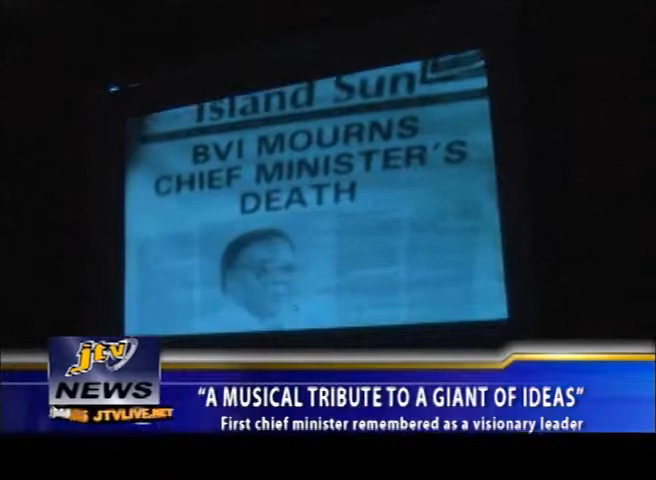 Island Sun
BVI MOURNS
CHIEF MINISTER'S
DEATH
jtv
NEWS
JTVLIVE.NET
“A MUSICAL TRIBUTE TO A GIANT OF IDEAS”
First chief minister remembered as a visionary leader